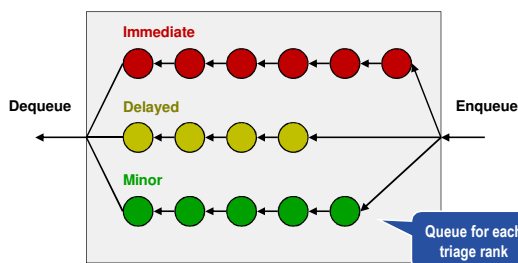 Immediate
Dequeue
Delayed
Enqueue
Minor
Queue for each
triage rank